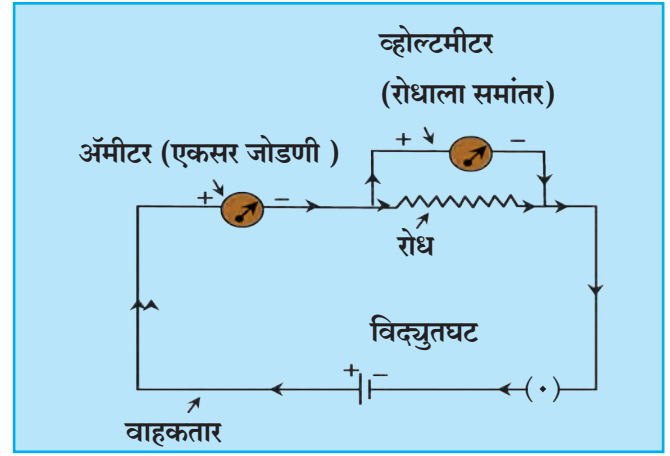 व्होल्टमीटर
(रोधाला समांतर)
+ −
ॲमीटर (एकसर जोडणी )
+ −
रोध
विद्युतघट
+ −
( · )
वाहकतार